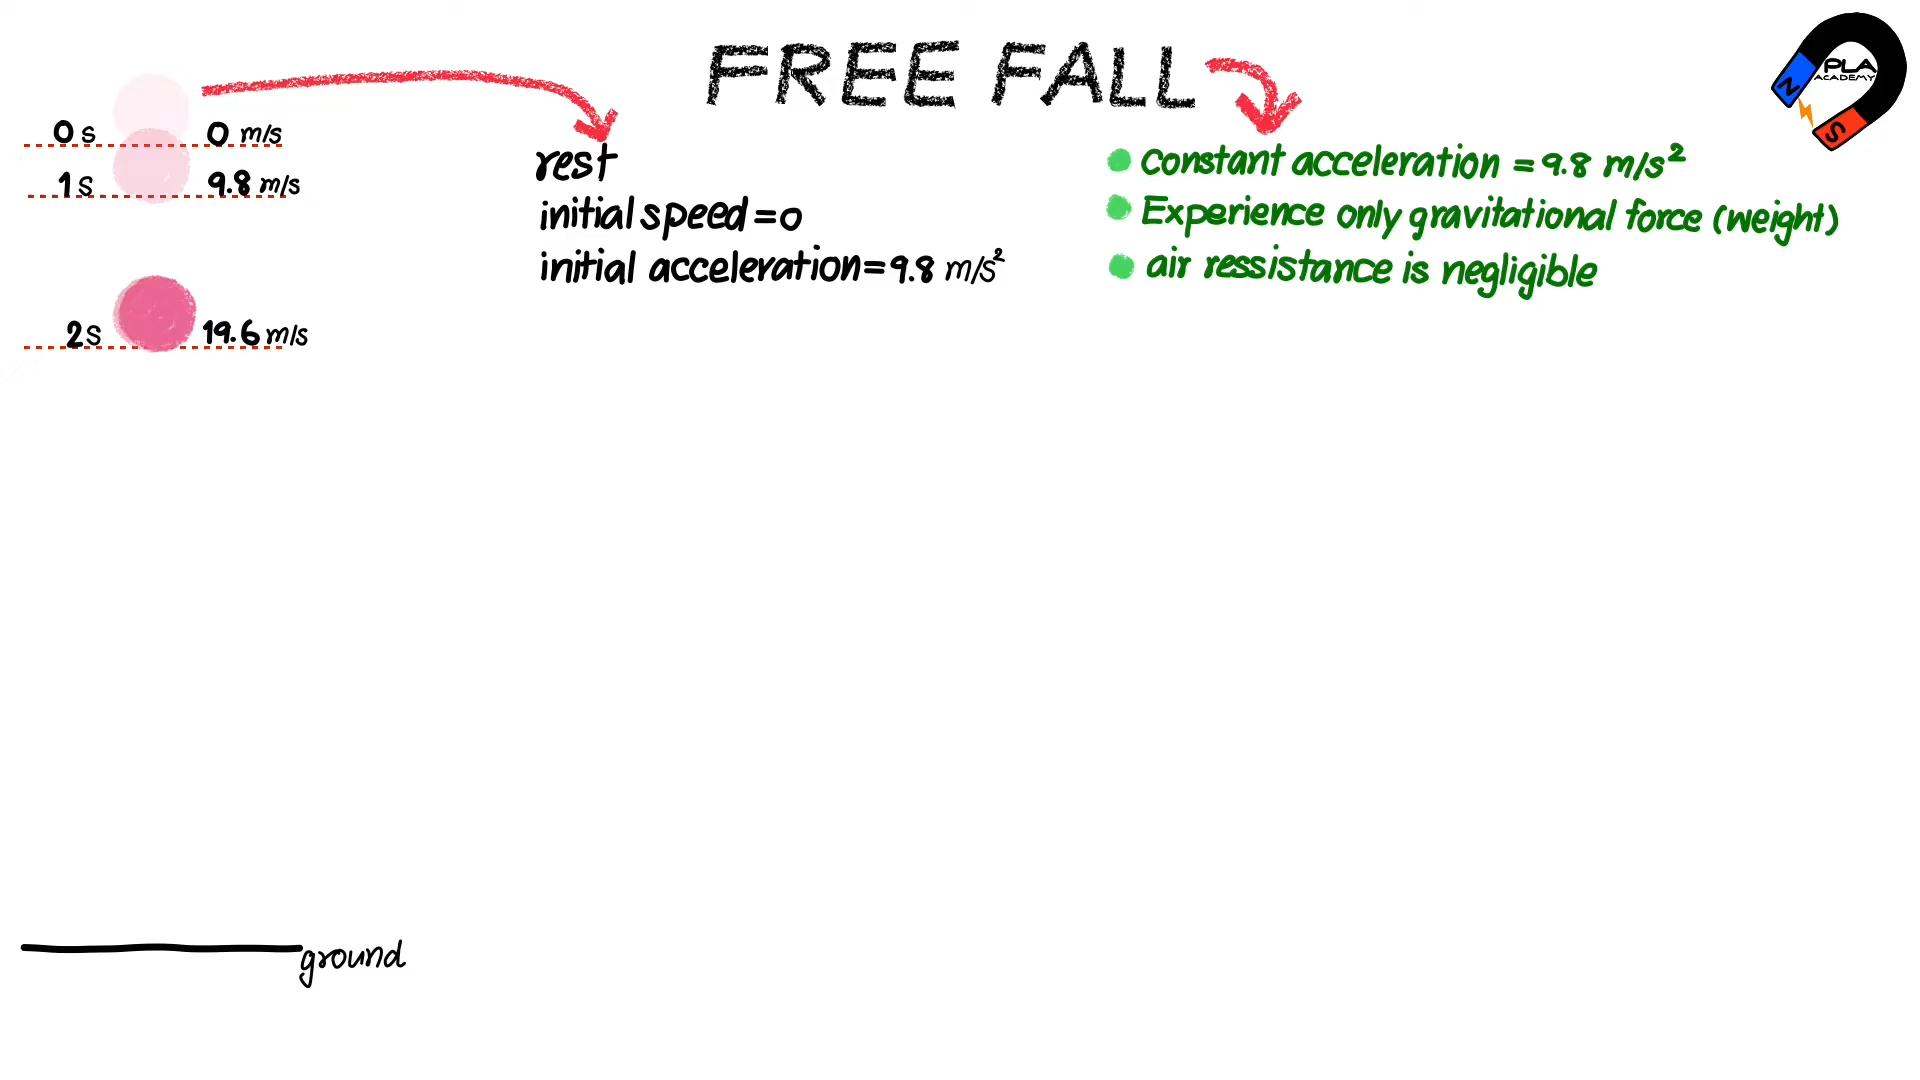 FREE FALL
PLA
ACADEMY
N
S
0 s 0 m/s
1 s 9.8 m/s
2 s 19.6 m/s
rest
initial speed = 0
initial acceleration = 9.8 m/s²
constant acceleration = 9.8 m/s²
Experience only gravitational force (weight)
air ressistance is negligible
ground